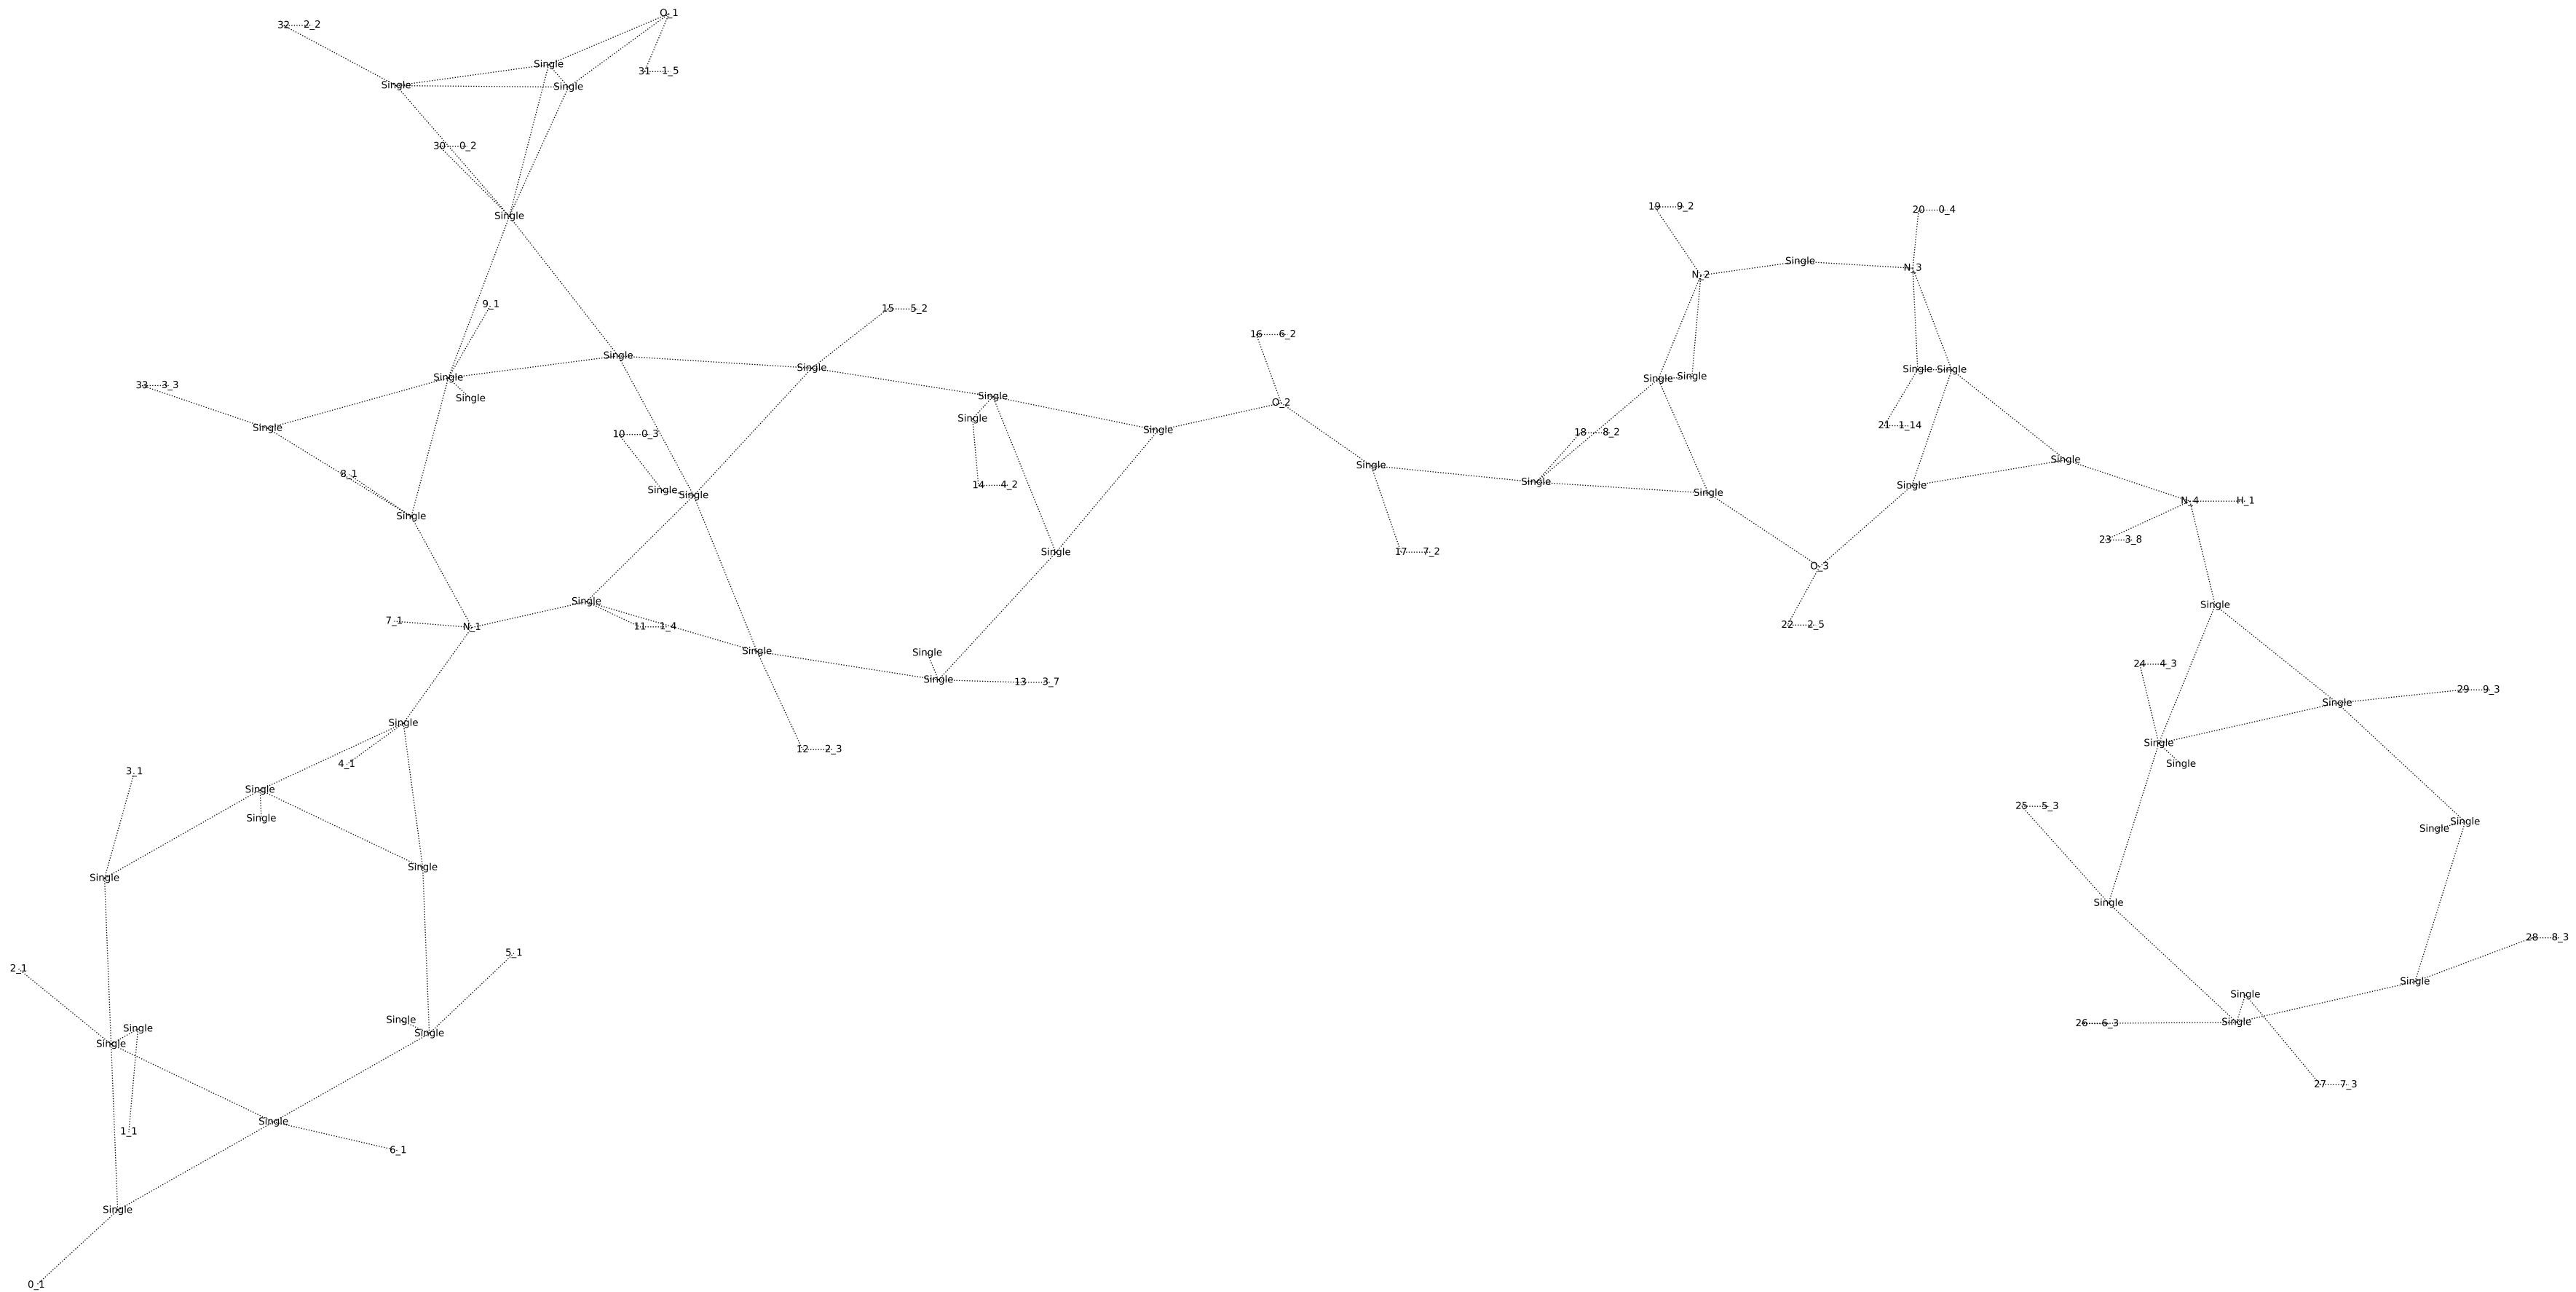 O_1
32 2_2
Single
31 1_5
Single
Single
30 0_2
19 9_2
20 0_4
Single
Single
N_3
N_2
9_1
15 5_2
16 6_2
Single
Single
Single Single
Single
Single Single
33 3_3
Single
Single
O_2
Single
21 1_14
Single
Single
10 0_3
18 8_2
Single
Single
8_1
Single
14 4_2
Single
Single
Single
Single
N_4 H_1
Single
23 3_8
17 7_2
Single
O_3
Single
Single
7_1
N_1
11 1_4
22 2_5
Single
Single
24 4_3
Single
13 3_7
29 9_3
Single
Single
Single
12 2_3
4_1
Single
3_1
Single
25 5_3
Single
Single
Single
Single
Single
Single
28 8_3
5_1
2_1
Single
Single
Single
Single
26 6_3
Single
Single
Single
Single
27 7_3
Single
1_1
6_1
Single
0_1